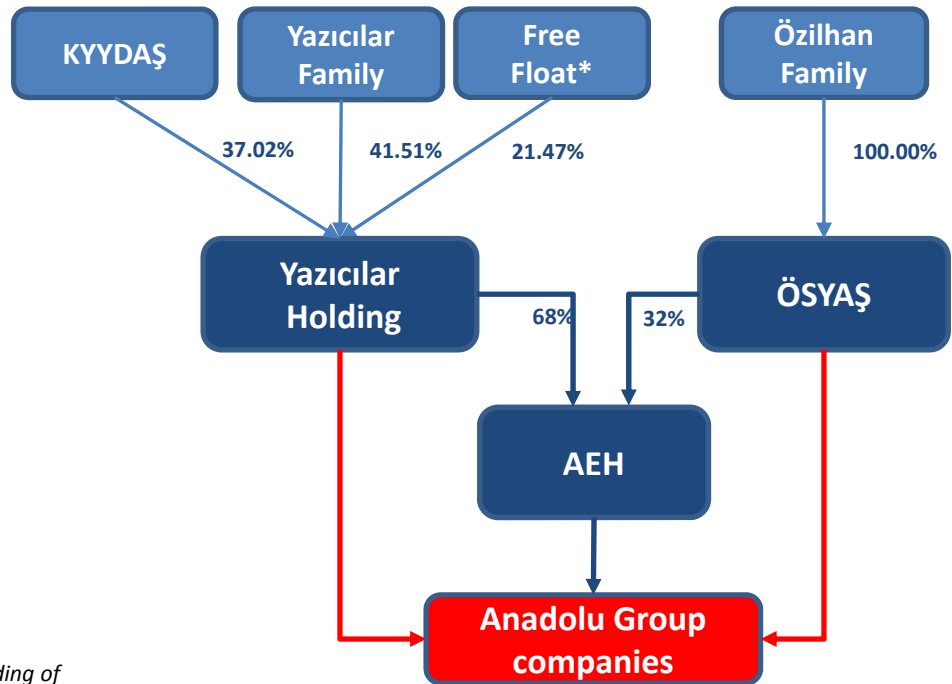 KYYDAŞ
Yazıcılar
Family
Free
Float*
Özilhan
Family
37.02%
41.51%
21.47%
100.00%
Yazıcılar
Holding
ÖSYAŞ
68%
32%
AEH
Anadolu Group
companies
ding of